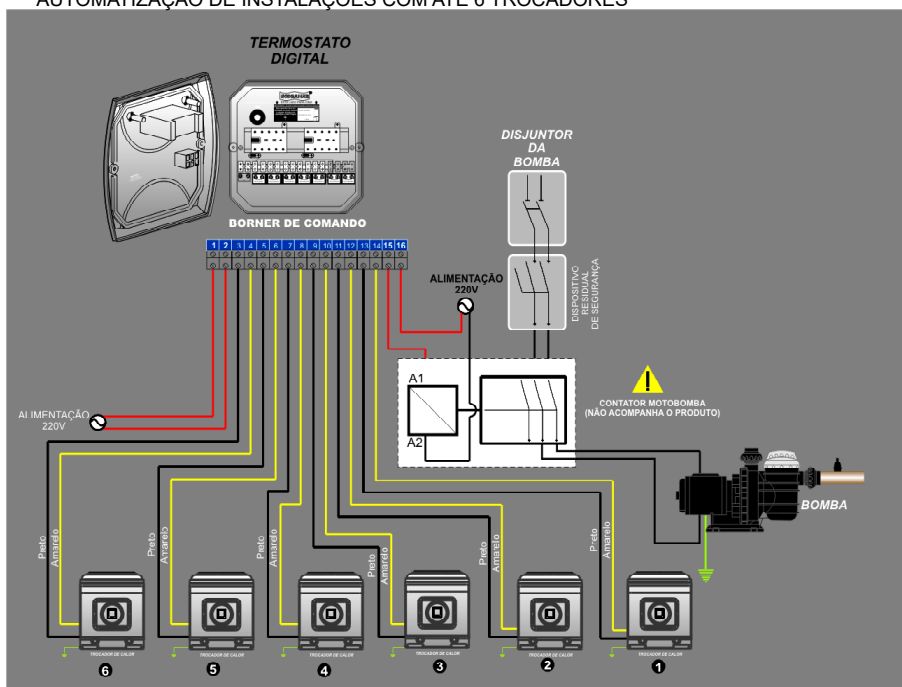 AUTOMATIZAÇÃO DE INSTALAÇÕES COM ATÉ 6 TROCADORES
TERMOSTATO
DIGITAL
DISJUNTOR
DA
BOMBA
BORNER DE COMANDO
1 2 3 4 5 6 7 8 9 10 11 12 13 14 15 16
ALIMENTAÇÃO
220V
DISPOSITIVO
RESIDUAL
DE SEGURANÇA
A1
A2
CONTATOR MOTOBOMBA
(NÃO ACOMPANHA O PRODUTO)
ALIMENTAÇÃO
220V
BOMBA
Preto
Amarelo
Preto
Amarelo
Preto
Amarelo
Preto
Amarelo
Preto
Amarelo
Preto
Amarelo
TROCADOR DE CALOR
TROCADOR DE CALOR
TROCADOR DE CALOR
TROCADOR DE CALOR
TROCADOR DE CALOR
TROCADOR DE CALOR
6 5 4 3 2 1